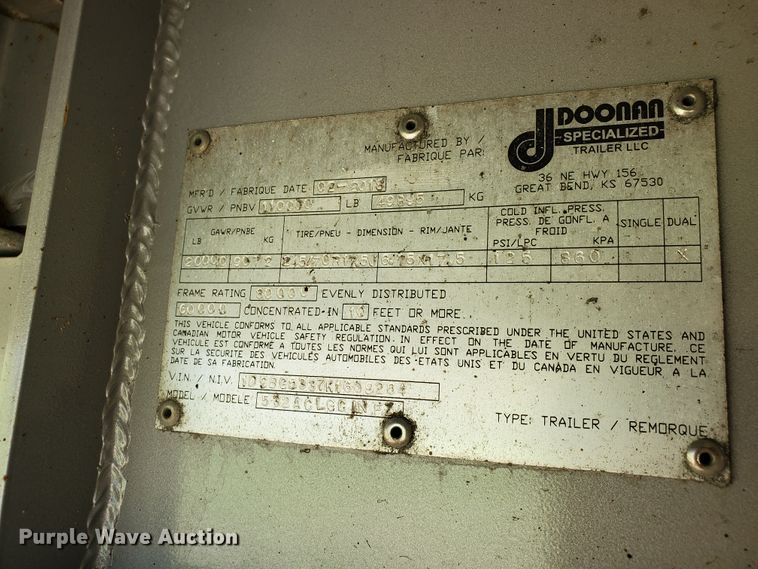 DOONAN
SPECIALIZED
TRAILER LLC
MANUFACTURED BY /
FABRIQUE PAR:
36 NE HWY 156
GREAT BEND, KS 67530
MFR'D / FABRIQUE DATE
GVWR / PNBV LB 49895 KG
GAWR/PNBE
LB KG
TIRE/PNEU - DIMENSION - RIM/JANTE
COLD INFL. PRESS.
PRESS. DE GONFL. A
FROID
PSI/LPC KPA
SINGLE DUAL
20000 125 860 X
FRAME RATING 80000 EVENLY DISTRIBUTED
60000 CONCENTRATED IN 10 FEET OR MORE.
THIS VEHICLE CONFORMS TO ALL APPLICABLE STANDARDS PRESCRIBED UNDER THE UNITED STATES AND
CANADIAN MOTOR VEHICLE SAFETY REGULATION. IN EFFECT ON THE DATE OF MANUFACTURE. CE
VEHICULE EST CONFORME A TOUTES LES NORMES QUI LUI SONT APPLICABLES EN VERTU DU REGLEMENT
SUR LA SECURITE DES VEHICULES AUTOMOBILES DES ETATS UNIS ET DU CANADA EN VIGUEUR A LA
DATE DE SA FABRICATION.
V.I.N. / N.I.V.
MODEL / MODELE
TYPE: TRAILER / REMORQUE
Purple Wave Auction